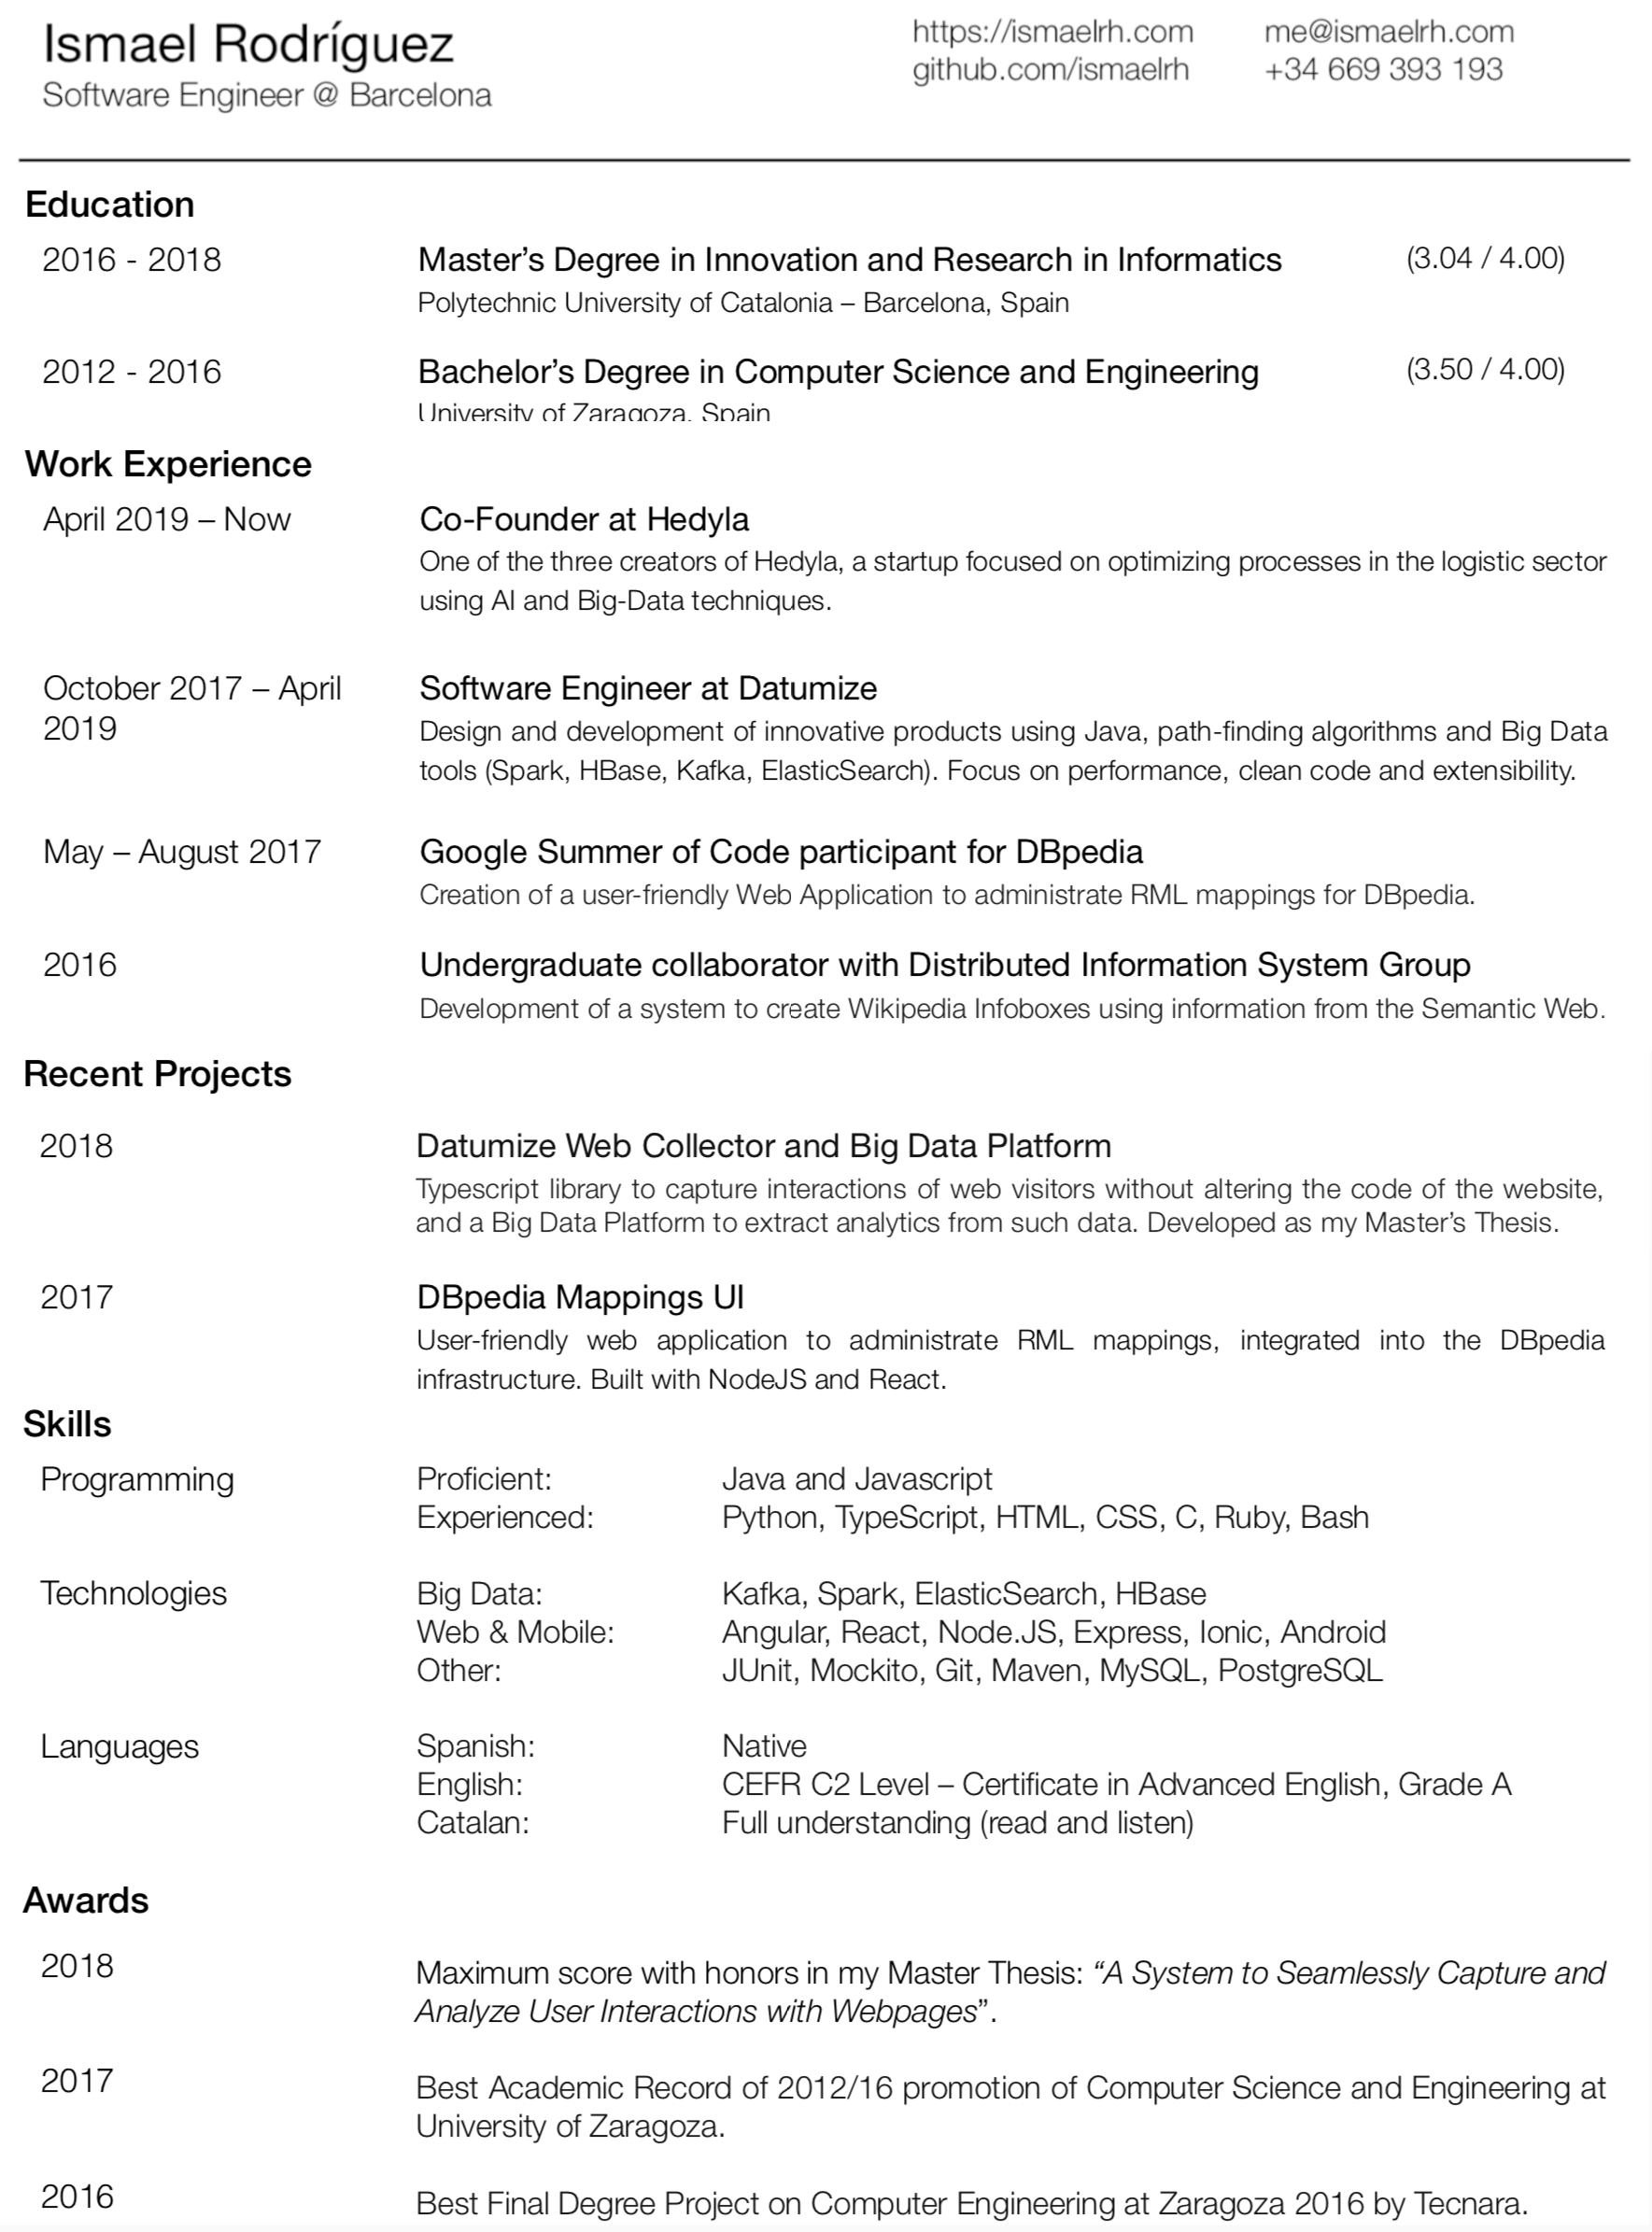 Ismael Rodríguez
Software Engineer @ Barcelona
https://ismaelrh.com
github.com/ismaelrh
me@ismaelrh.com
+34 669 393 193
Education
2016 - 2018
Master's Degree in Innovation and Research in Informatics
(3.04 / 4.00)
Polytechnic University of Catalonia – Barcelona, Spain
2012 - 2016
Bachelor's Degree in Computer Science and Engineering
(3.50 / 4.00)
University of Zaragoza, Spain
Work Experience
April 2019 – Now
Co-Founder at Hedyla
One of the three creators of Hedyla, a startup focused on optimizing processes in the logistic sector
using AI and Big-Data techniques.
October 2017 – April
2019
Software Engineer at Datumize
Design and development of innovative products using Java, path-finding algorithms and Big Data
tools (Spark, HBase, Kafka, ElasticSearch). Focus on performance, clean code and extensibility.
May – August 2017
Google Summer of Code participant for DBpedia
Creation of a user-friendly Web Application to administrate RML mappings for DBpedia.
2016
Undergraduate collaborator with Distributed Information System Group
Development of a system to create Wikipedia Infoboxes using information from the Semantic Web.
Recent Projects
2018
Datumize Web Collector and Big Data Platform
Typescript library to capture interactions of web visitors without altering the code of the website,
and a Big Data Platform to extract analytics from such data. Developed as my Master's Thesis.
2017
DBpedia Mappings UI
User-friendly web application to administrate RML mappings, integrated into the DBpedia
infrastructure. Built with NodeJS and React.
Skills
Programming
Proficient: Java and Javascript
Experienced: Python, TypeScript, HTML, CSS, C, Ruby, Bash
Technologies
Big Data: Kafka, Spark, ElasticSearch, HBase
Web & Mobile: Angular, React, Node.JS, Express, Ionic, Android
Other: JUnit, Mockito, Git, Maven, MySQL, PostgreSQL
Languages
Spanish: Native
English: CEFR C2 Level – Certificate in Advanced English, Grade A
Catalan: Full understanding (read and listen)
Awards
2018
Maximum score with honors in my Master Thesis: “A System to Seamlessly Capture and
Analyze User Interactions with Webpages”.
2017
Best Academic Record of 2012/16 promotion of Computer Science and Engineering at
University of Zaragoza.
2016
Best Final Degree Project on Computer Engineering at Zaragoza 2016 by Tecnara.